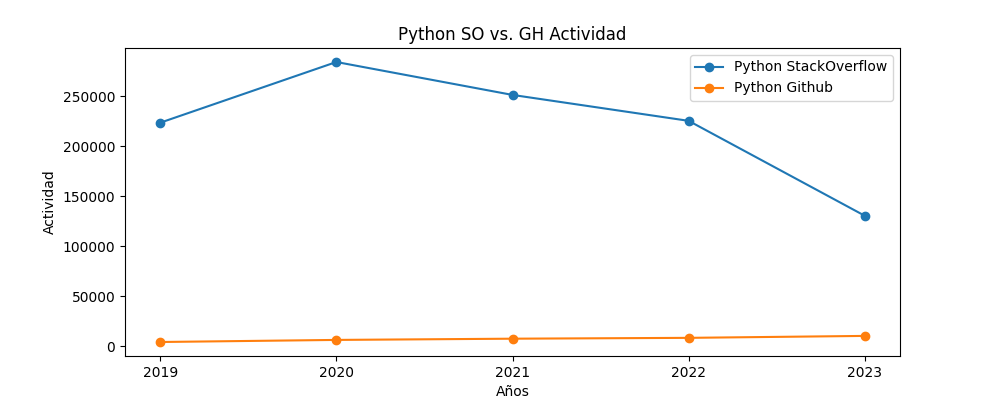 Python SO vs. GH Actividad
Python StackOverflow
Python Github
250000
200000
150000
100000
50000
0
Actividad
2019 2020 2021 2022 2023
Años